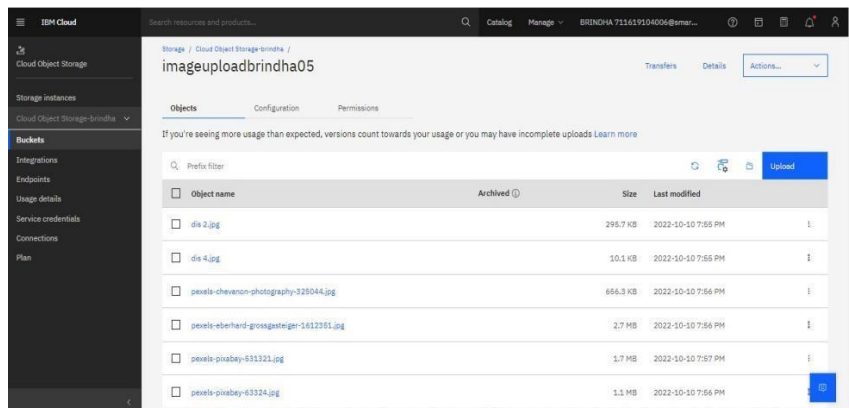 IBM Cloud Search resources and products... Catalog Manage BRINDHA 711619104006@smar...
Cloud Object Storage
Storage instances
Cloud Object Storage-brindha
Buckets
Integrations
Endpoints
Usage details
Service credentials
Connections
Plan
Storage / Cloud Object Storage-brindha /
imageuploadbrindha05 Transfers Details Actions...
Objects Configuration Permissions
If you're seeing more usage than expected, versions count towards your usage or you may have incomplete uploads Learn more
Prefix filter Upload
Object name Archived Size Last modified
dis 2.jpg 295.7 KB 2022-10-10 7:55 PM
dis 4.jpg 10.1 KB 2022-10-10 7:55 PM
pexels-chevanon-photography-325044.jpg 656.3 KB 2022-10-10 7:56 PM
pexels-eberhard-grossgasteiger-1612351.jpg 2.7 MB 2022-10-10 7:56 PM
pexels-pixabay-531321.jpg 1.7 MB 2022-10-10 7:57 PM
pexels-pixabay-63324.jpg 1.1 MB 2022-10-10 7:56 PM